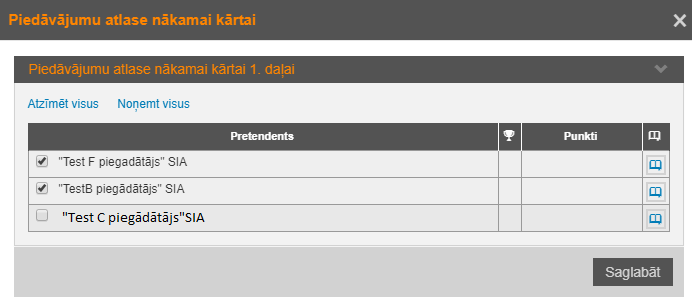 Piedāvājumu atlase nākamai kārtai
Piedāvājumu atlase nākamai kārtai 1. daļai
Atzīmēt visus Noņemt visus
Pretendents Punkti
"Test F piegadātājs" SIA
"TestB piegādātājs" SIA
"Test C piegādātājs"SIA
Saglabāt